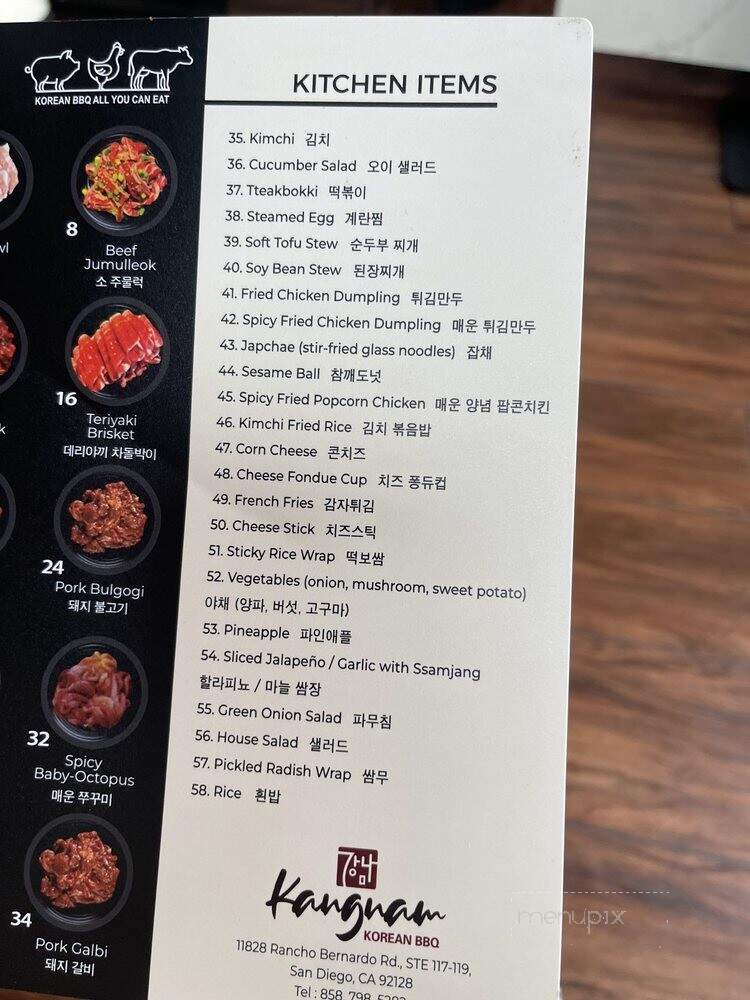 KOREAN BBQ ALL YOU CAN EAT
8
Beef
Jumulleok
소 주물럭
16
Teriyaki
Brisket
데리야끼 차돌박이
24
Pork Bulgogi
돼지 불고기
32
Spicy
Baby-Octopus
매운 쭈꾸미
34
Pork Galbi
돼지 갈비
KITCHEN ITEMS
35. Kimchi 김치
36. Cucumber Salad 오이 샐러드
37. Tteakbokki 떡볶이
38. Steamed Egg 계란찜
39. Soft Tofu Stew 순두부 찌개
40. Soy Bean Stew 된장찌개
41. Fried Chicken Dumpling 튀김만두
42. Spicy Fried Chicken Dumpling 매운 튀김만두
43. Japchae (stir-fried glass noodles) 잡채
44. Sesame Ball 참깨도넛
45. Spicy Fried Popcorn Chicken 매운 양념 팝콘치킨
46. Kimchi Fried Rice 김치 볶음밥
47. Corn Cheese 콘치즈
48. Cheese Fondue Cup 치즈 퐁듀컵
49. French Fries 감자튀김
50. Cheese Stick 치즈스틱
51. Sticky Rice Wrap 떡보쌈
52. Vegetables (onion, mushroom, sweet potato)
야채 (양파, 버섯, 고구마)
53. Pineapple 파인애플
54. Sliced Jalapeño / Garlic with Ssamjang
할라피뇨 / 마늘 쌈장
55. Green Onion Salad 파무침
56. House Salad 샐러드
57. Pickled Radish Wrap 쌈무
58. Rice 흰밥
강남
Kangnam
KOREAN BBQ
11828 Rancho Bernardo Rd., STE 117-119,
San Diego, CA 92128
Tel : 858. 798.
menupix